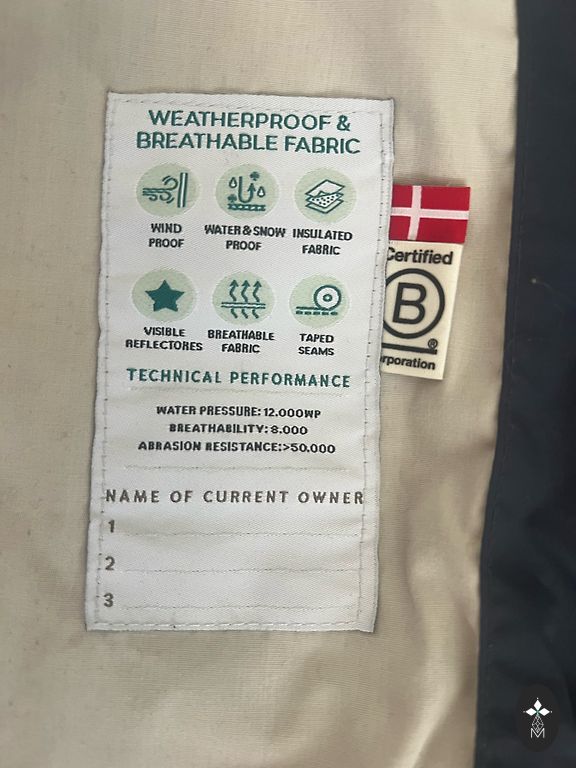 WEATHERPROOF &
BREATHABLE FABRIC
WIND
PROOF
WATER & SNOW
PROOF
INSULATED
FABRIC
VISIBLE
REFLECTORES
BREATHABLE
FABRIC
TAPED
SEAMS
TECHNICAL PERFORMANCE
WATER PRESSURE: 12.000WP
BREATHABILITY: 8.000
ABRASION RESISTANCE:>50.000
NAME OF CURRENT OWNER
1
2
3
Certified
B
®
rporation
M